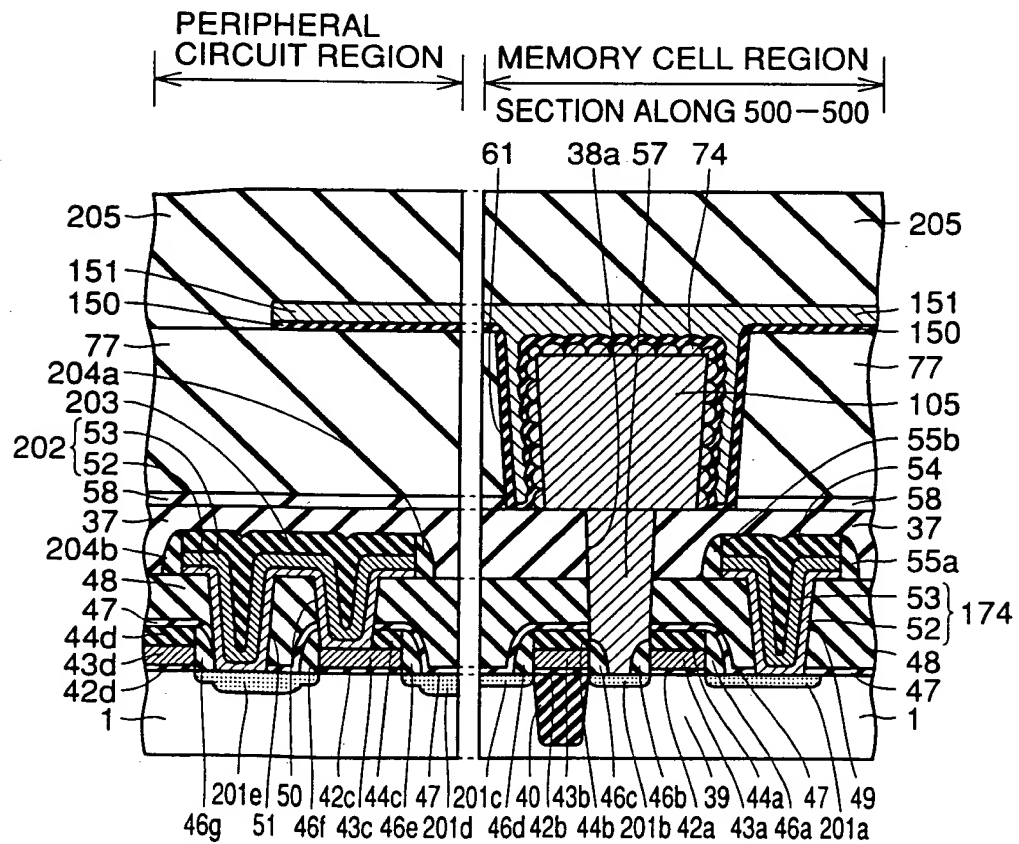 PERIPHERAL
CIRCUIT REGION
MEMORY CELL REGION
SECTION ALONG 500-500
61 38a 57 74
205 205
151 151
150 150
77 77
204a 105
203 55b
202 { 53 54
52 58
58 37
37 55a
204b 53 } 174
48 52
47 48
44d 47
43d 1
42d
1
201e 50 42c 44c 47 201c 40 43b 46c 46b 39 44a 47 49
46g 51 46f 43c 46e 201d 46d 42b 44b 201b 42a 43a 46a 201a